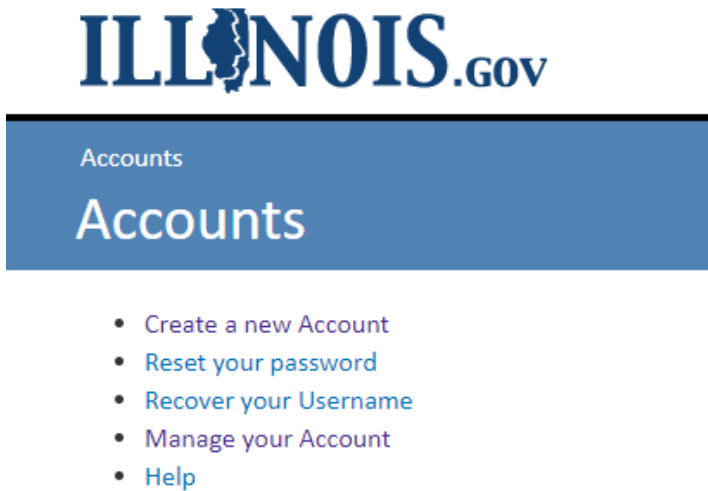 ILLINOIS.GOV
Accounts
Accounts
Create a new Account
Reset your password
Recover your Username
Manage your Account
Help